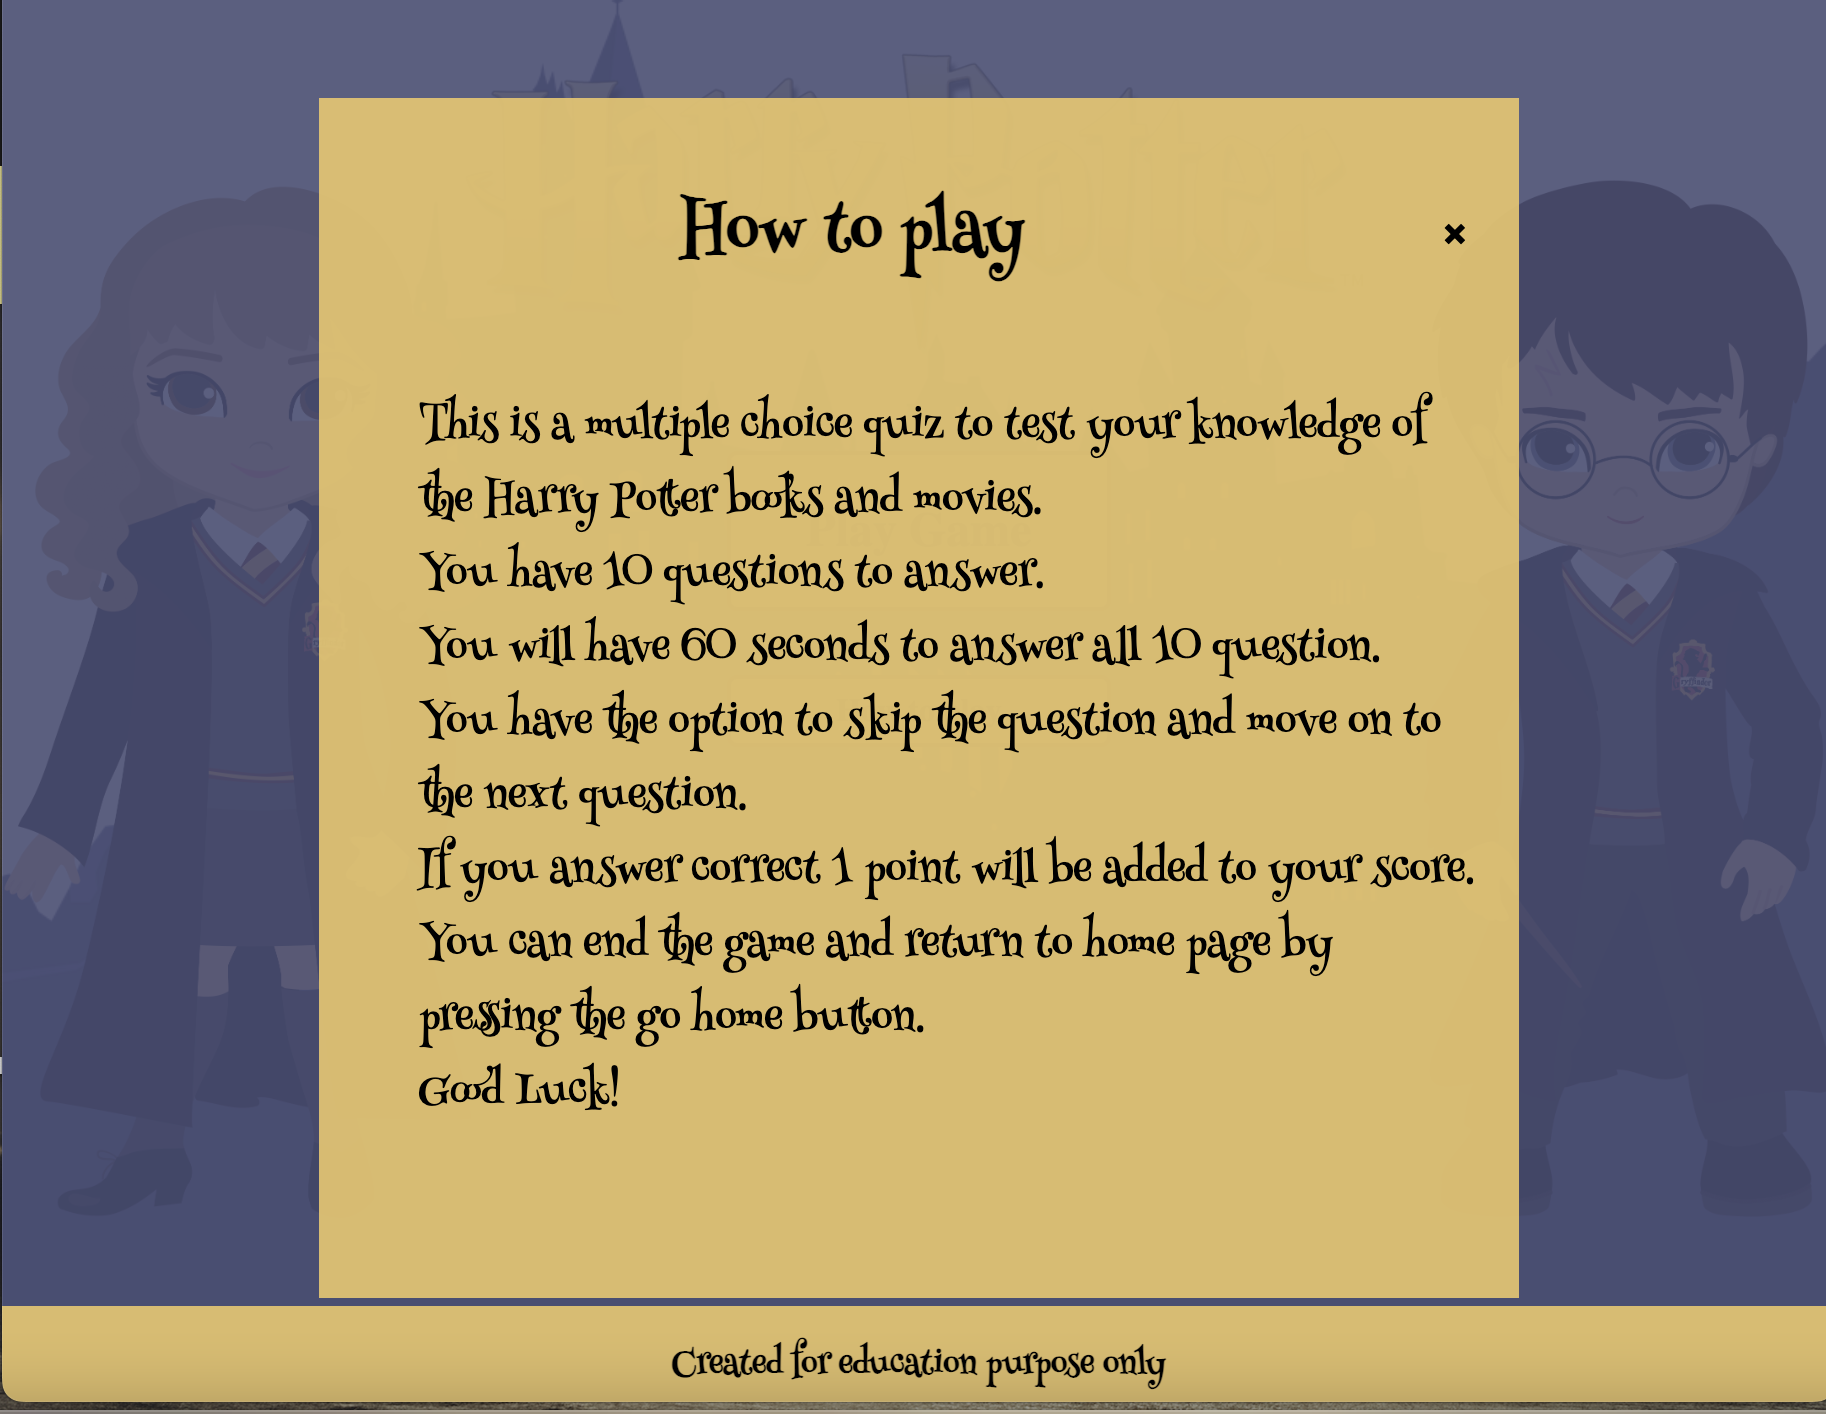 Harry Potter
How to play
This is a multiple choice quiz to test your knowledge of
the Harry Potter books and movies.
Play Game
You have 10 questions to answer.
You will have 60 seconds to answer all 10 question.
You have the option to skip the question and move on to
the next question.
If you answer correct 1 point will be added to your score.
You can end the game and return to home page by
pressing the go home button.
Good Luck!
Created for education purpose only